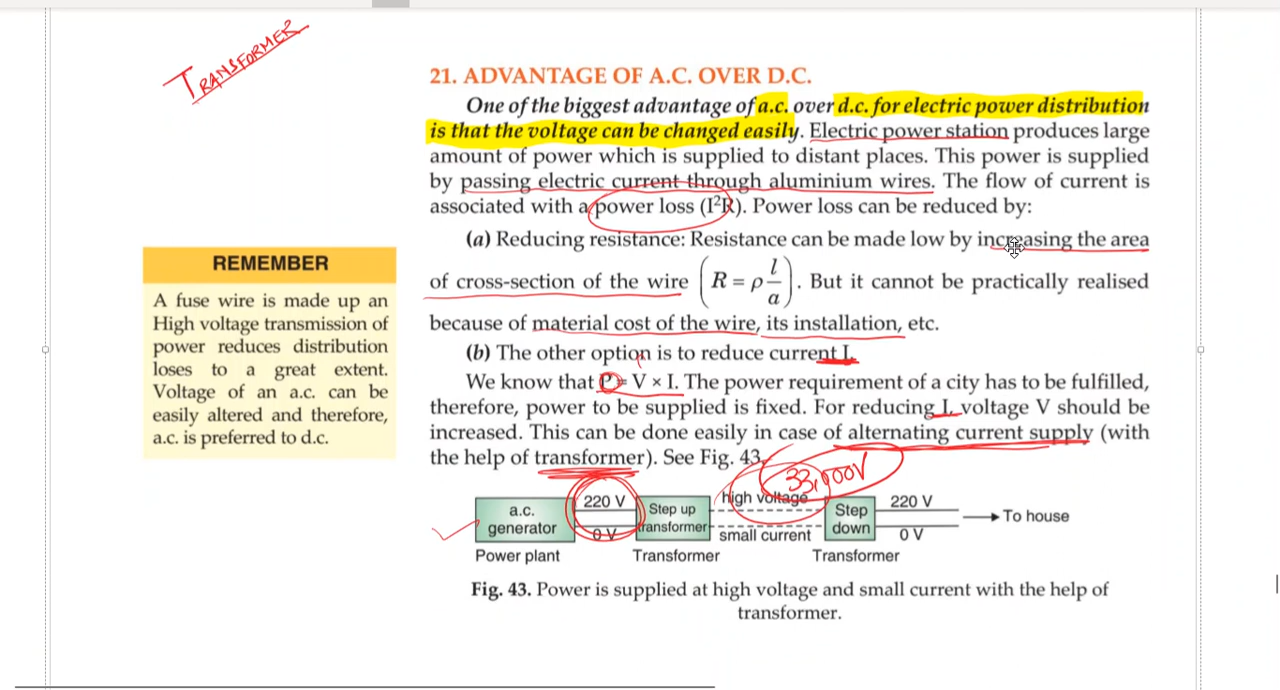 TRANSFORMER
21. ADVANTAGE OF A.C. OVER D.C.
One of the biggest advantage of a.c. over d.c. for electric power distribution
is that the voltage can be changed easily. Electric power station produces large
amount of power which is supplied to distant places. This power is supplied
by passing electric current through aluminium wires. The flow of current is
associated with a power loss (I²R). Power loss can be reduced by:
(a) Reducing resistance: Resistance can be made low by increasing the area
of cross-section of the wire (R = ρ l/a). But it cannot be practically realised
because of material cost of the wire, its installation, etc.
(b) The other option is to reduce current I.
We know that P = V × I. The power requirement of a city has to be fulfilled,
therefore, power to be supplied is fixed. For reducing I, voltage V should be
increased. This can be done easily in case of alternating current supply (with
the help of transformer). See Fig. 43.
REMEMBER
A fuse wire is made up an
High voltage transmission of
power reduces distribution
loses to a great extent.
Voltage of an a.c. can be
easily altered and therefore,
a.c. is preferred to d.c.
33,000V
a.c.
generator
Power plant
220 V
0 V
Step up
transformer
Transformer
high voltage
small current
Step
down
Transformer
220 V
0 V
To house
Fig. 43. Power is supplied at high voltage and small current with the help of
transformer.